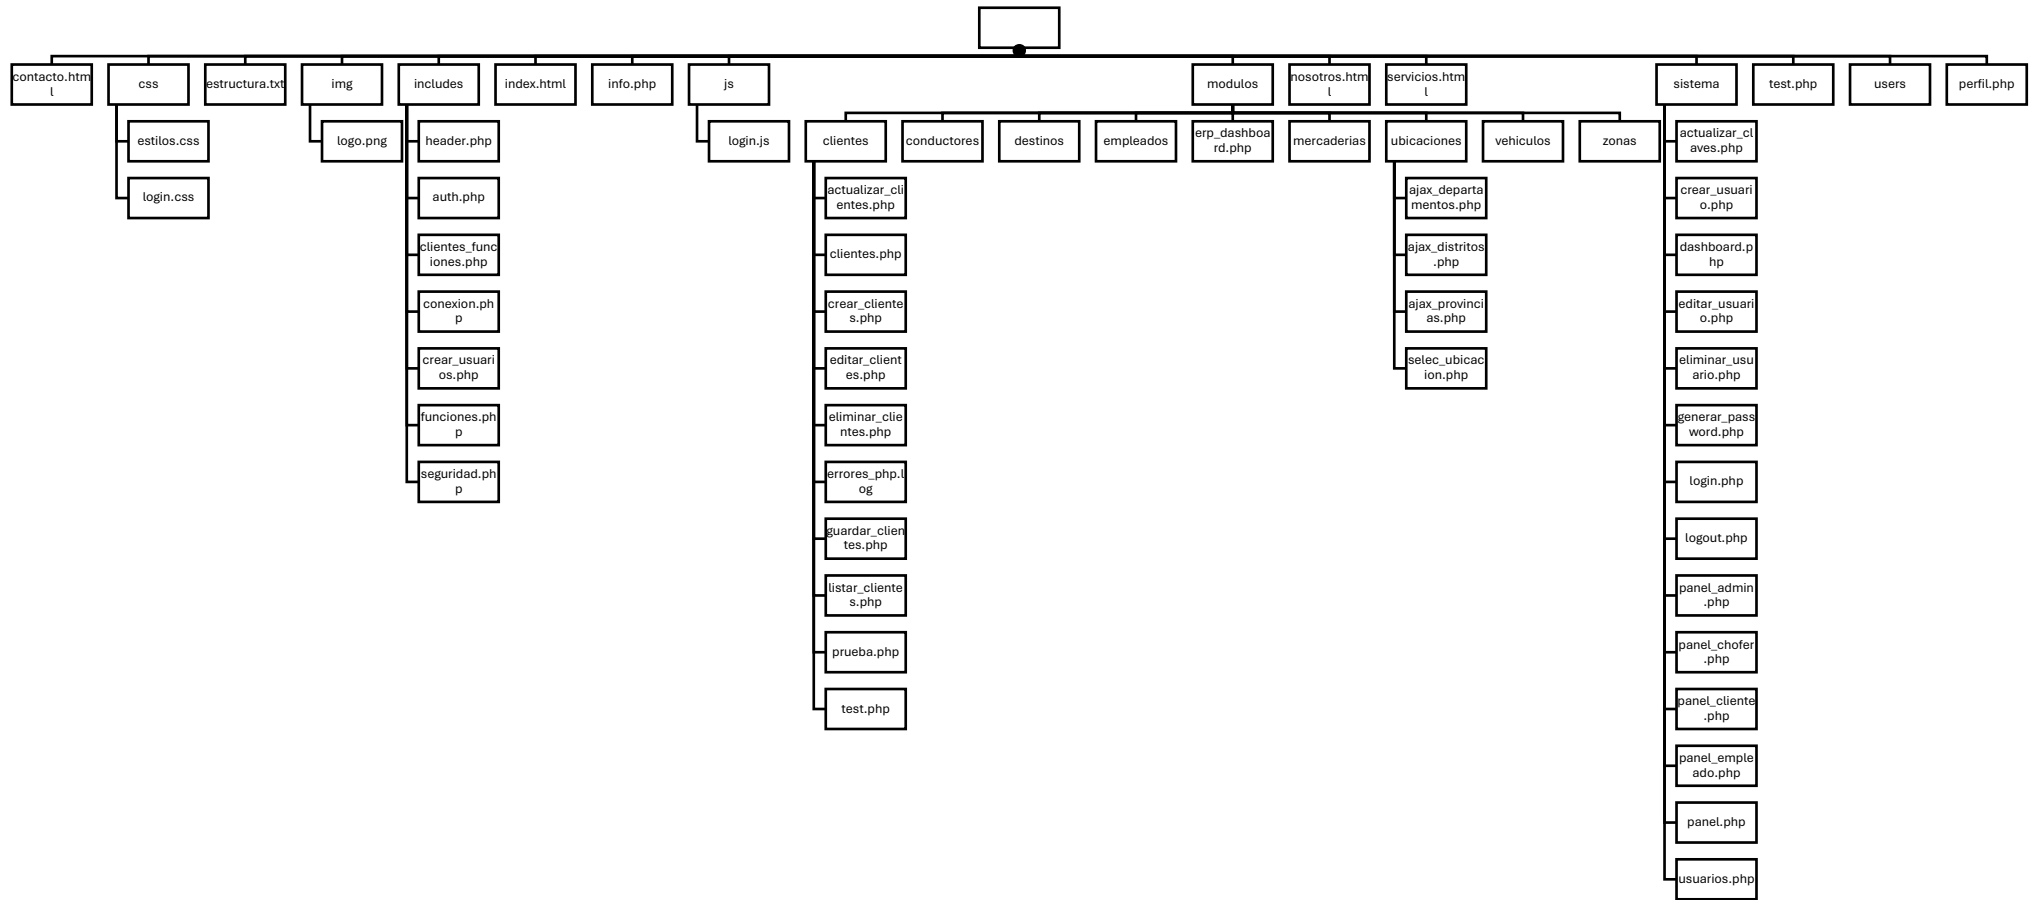 contacto.htm
l
css
estructura.txt
img
includes
index.html
info.php
js
modulos
nosotros.htm
l
servicios.htm
l
sistema
test.php
users
perfil.php
estilos.css
login.css
logo.png
header.php
auth.php
clientes_func
iones.php
conexion.ph
p
crear_usuari
os.php
funciones.ph
p
seguridad.ph
p
login.js
clientes
conductores
destinos
empleados
erp_dashboa
rd.php
mercaderias
ubicaciones
vehiculos
zonas
actualizar_cli
entes.php
clientes.php
crear_cliente
s.php
editar_client
es.php
eliminar_clie
ntes.php
errores_php.l
og
guardar_clien
tes.php
listar_cliente
s.php
prueba.php
test.php
ajax_departa
mentos.php
ajax_distritos
.php
ajax_provinci
as.php
selec_ubicac
ion.php
actualizar_cl
aves.php
crear_usuari
o.php
dashboard.p
hp
editar_usuari
o.php
eliminar_usu
ario.php
generar_pass
word.php
login.php
logout.php
panel_admin
.php
panel_chofer
.php
panel_cliente
.php
panel_emple
ado.php
panel.php
usuarios.php